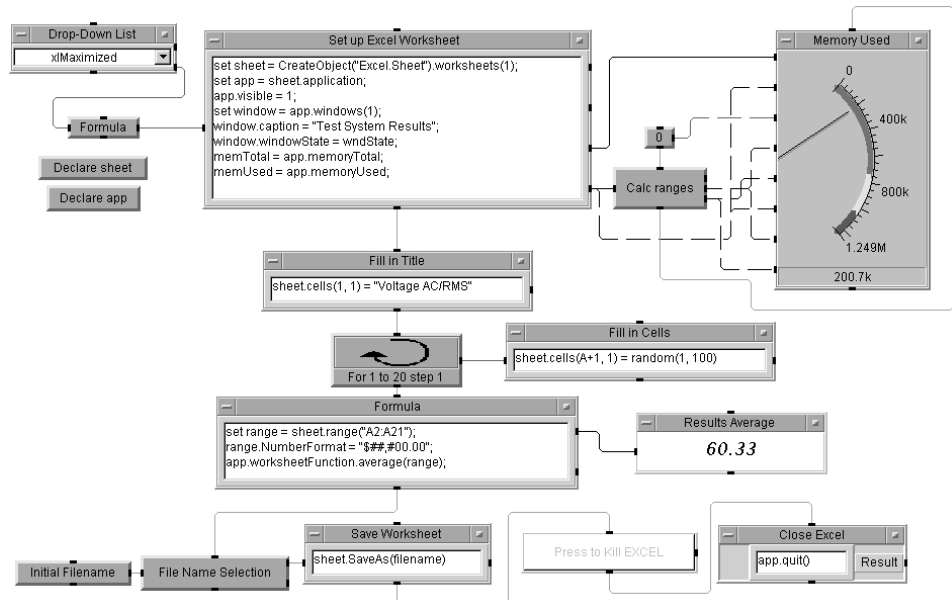 Drop-Down List
xlMaximized
Formula
Declare sheet
Declare app
Set up Excel Worksheet
set sheet = CreateObject("Excel.Sheet").worksheets(1);
set app = sheet.application;
app.visible = 1;
set window = app.windows(1);
window.caption = "Test System Results";
window.windowState = wndState;
memTotal = app.memoryTotal;
memUsed = app.memoryUsed;
0
Calc ranges
Memory Used
0
400k
800k
1.249M
200.7k
Fill in Title
sheet.cells(1, 1) = "Voltage AC/RMS"
For 1 to 20 step 1
Fill in Cells
sheet.cells(A+1, 1) = random(1, 100)
Formula
set range = sheet.range("A2:A21");
range.NumberFormat = "$##,#00.00";
app.worksheetFunction.average(range);
Results Average
60.33
Initial Filename
File Name Selection
Save Worksheet
sheet.SaveAs(filename)
Press to Kill EXCEL
Close Excel
app.quit()
Result